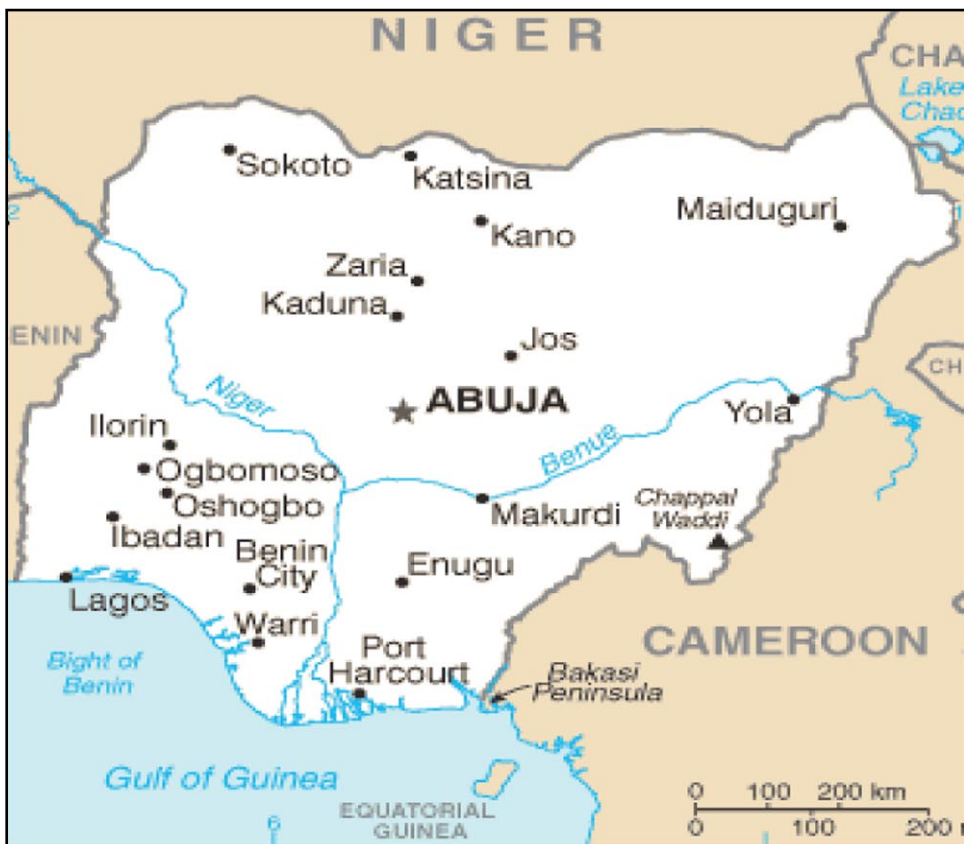 NIGER
CHA
Lake
Chad
Sokoto
Katsina
Maiduguri
Kano
Zaria
Kaduna
ENIN
Jos
CH
Niger
ABUJA
Yola
Ilorin
Benue
Ogbomoso
Oshogbo
Makurdi
Chappal
Waddi
Ibadan
Benin
City
Enugu
Lagos
Warri
CAMEROON
Port
Harcourt
Bight of
Benin
Bakasi
Peninsula
Gulf of Guinea
EQUATORIAL
GUINEA
0 100 200 km
0 100 200 m
6